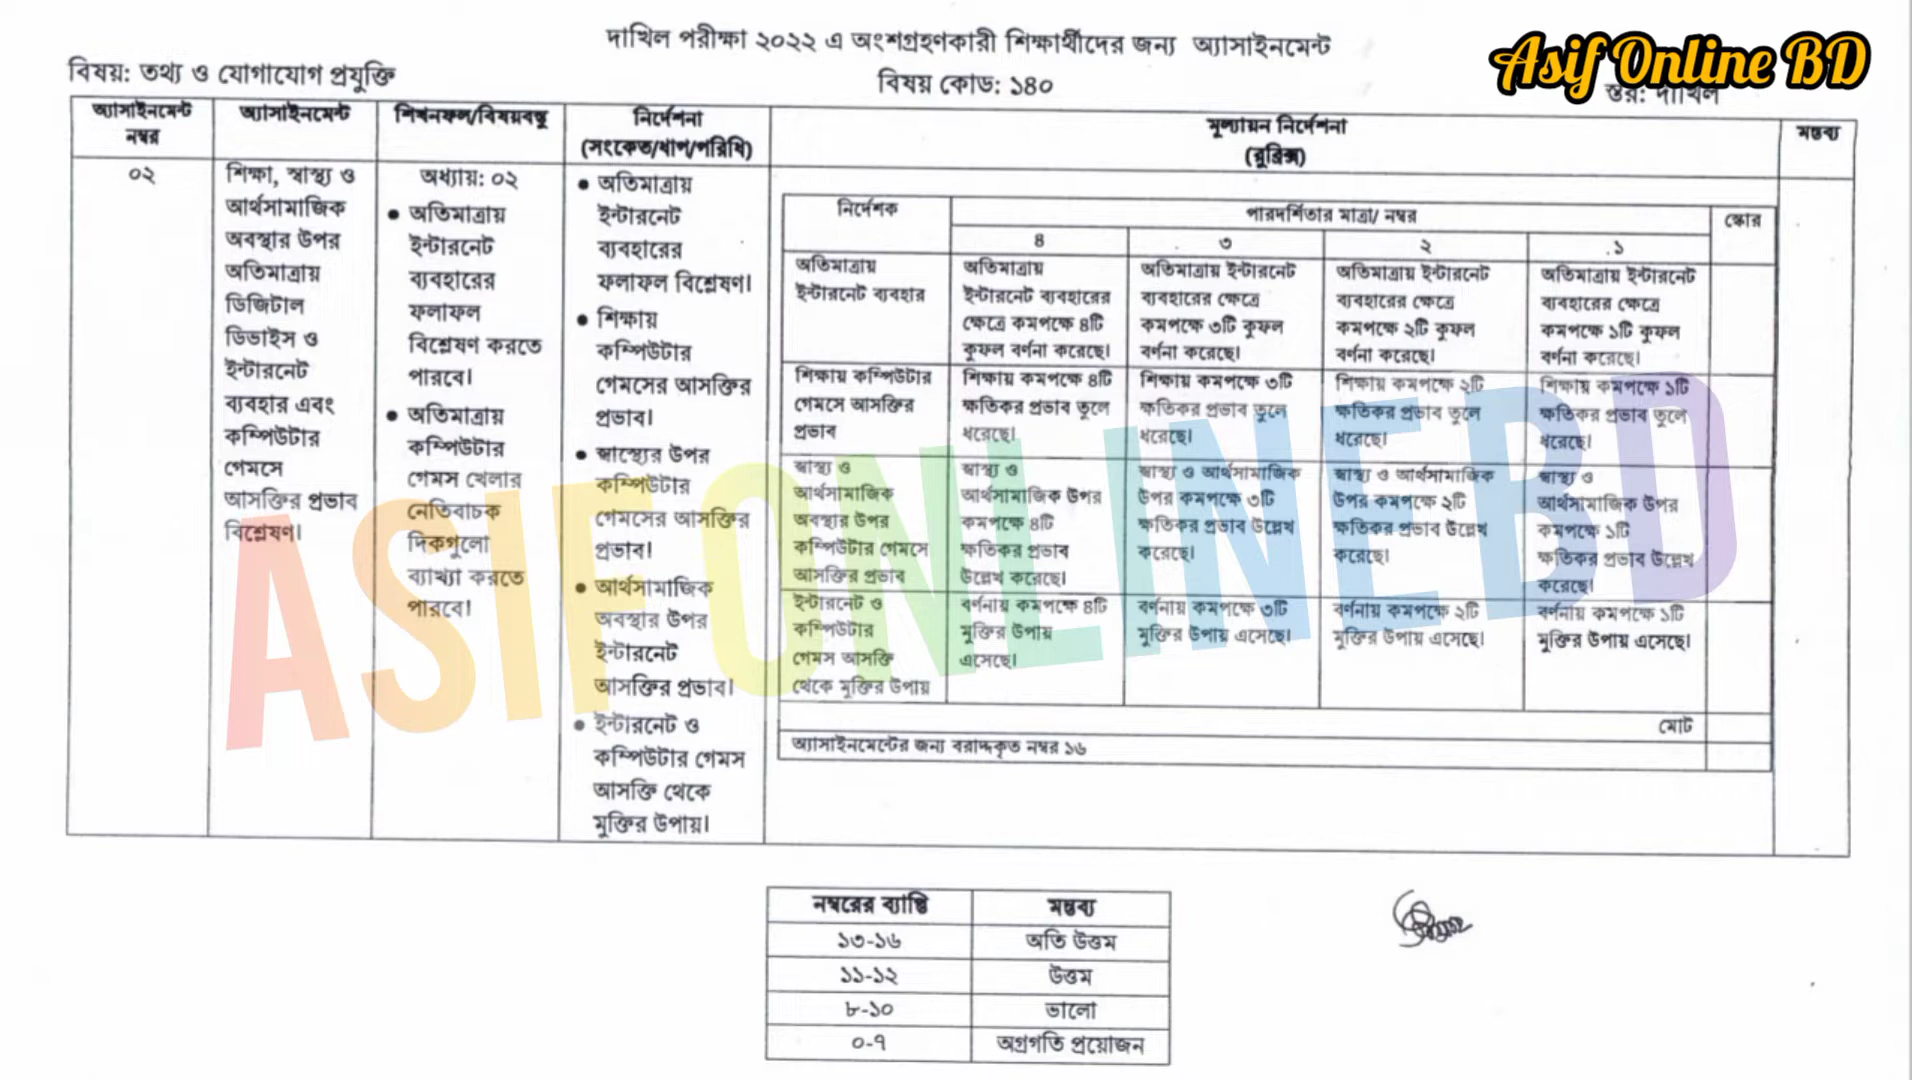 দাখিল পরীক্ষা ২০২২ এ অংশগ্রহণকারী শিক্ষার্থীদের জন্য অ্যাসাইনমেন্ট
Asif Online BD
বিষয়: তথ্য ও যোগাযোগ প্রযুক্তি
বিষয় কোড: ১৪০
স্তর: দাখিল
অ্যাসাইনমেন্ট
নম্বর
অ্যাসাইনমেন্ট
শিখনফল/বিষয়বস্তু
নির্দেশনা
(সংকেত/ধাপ/পরিধি)
মূল্যায়ন নির্দেশনা
(রুব্রিক্স)
মন্তব্য
০২
শিক্ষা, স্বাস্থ্য ও
আর্থসামাজিক
অবস্থার উপর
অতিমাত্রায়
ডিজিটাল
ডিভাইস ও
ইন্টারনেট
ব্যবহার এবং
কম্পিউটার
গেমসে
আসক্তির প্রভাব
বিশ্লেষণ।
অধ্যায়: ০২
● অতিমাত্রায়
ইন্টারনেট
ব্যবহারের
ফলাফল
বিশ্লেষণ করতে
পারবে।
● অতিমাত্রায়
কম্পিউটার
গেমস খেলার
নেতিবাচক
দিকগুলো
ব্যাখ্যা করতে
পারবে।
● অতিমাত্রায়
ইন্টারনেট
ব্যবহারের
ফলাফল বিশ্লেষণ।
● শিক্ষায়
কম্পিউটার
গেমসের আসক্তির
প্রভাব।
● স্বাস্থ্যের উপর
কম্পিউটার
গেমসের আসক্তির
প্রভাব।
● আর্থসামাজিক
অবস্থার উপর
ইন্টারনেট
আসক্তির প্রভাব।
● ইন্টারনেট ও
কম্পিউটার গেমস
আসক্তি থেকে
মুক্তির উপায়।
নির্দেশক
পারদর্শিতার মাত্রা/ নম্বর
স্কোর
৪
৩
২
১
অতিমাত্রায়
ইন্টারনেট ব্যবহার
অতিমাত্রায়
ইন্টারনেট ব্যবহারের
ক্ষেত্রে কমপক্ষে ৪টি
কুফল বর্ণনা করেছে।
অতিমাত্রায় ইন্টারনেট
ব্যবহারের ক্ষেত্রে
কমপক্ষে ৩টি কুফল
বর্ণনা করেছে।
অতিমাত্রায় ইন্টারনেট
ব্যবহারের ক্ষেত্রে
কমপক্ষে ২টি কুফল
বর্ণনা করেছে।
অতিমাত্রায় ইন্টারনেট
ব্যবহারের ক্ষেত্রে
কমপক্ষে ১টি কুফল
বর্ণনা করেছে।
শিক্ষায় কম্পিউটার
গেমসে আসক্তির
প্রভাব
শিক্ষায় কমপক্ষে ৪টি
ক্ষতিকর প্রভাব তুলে
ধরেছে।
শিক্ষায় কমপক্ষে ৩টি
ক্ষতিকর প্রভাব তুলে
ধরেছে।
শিক্ষায় কমপক্ষে ২টি
ক্ষতিকর প্রভাব তুলে
ধরেছে।
শিক্ষায় কমপক্ষে ১টি
ক্ষতিকর প্রভাব তুলে
ধরেছে।
স্বাস্থ্য ও
আর্থসামাজিক
অবস্থার উপর
কম্পিউটার গেমসে
আসক্তির প্রভাব
স্বাস্থ্য ও
আর্থসামাজিক উপর
কমপক্ষে ৪টি
ক্ষতিকর প্রভাব
উল্লেখ করেছে।
স্বাস্থ্য ও আর্থসামাজিক
উপর কমপক্ষে ৩টি
ক্ষতিকর প্রভাব উল্লেখ
করেছে।
স্বাস্থ্য ও আর্থসামাজিক
উপর কমপক্ষে ২টি
ক্ষতিকর প্রভাব উল্লেখ
করেছে।
স্বাস্থ্য ও
আর্থসামাজিক উপর
কমপক্ষে ১টি
ক্ষতিকর প্রভাব উল্লেখ
করেছে।
ইন্টারনেট ও
কম্পিউটার
গেমস আসক্তি
থেকে মুক্তির উপায়
বর্ণনায় কমপক্ষে ৪টি
মুক্তির উপায়
এসেছে।
বর্ণনায় কমপক্ষে ৩টি
মুক্তির উপায় এসেছে।
বর্ণনায় কমপক্ষে ২টি
মুক্তির উপায় এসেছে।
বর্ণনায় কমপক্ষে ১টি
মুক্তির উপায় এসেছে।
মোট
অ্যাসাইনমেন্টের জন্য বরাদ্দকৃত নম্বর ১৬
ASIFONLINEBD
নম্বরের ব্যাপ্তি
মন্তব্য
১৩-১৬
অতি উত্তম
১১-১২
উত্তম
৮-১০
ভালো
০-৭
অগ্রগতি প্রয়োজন